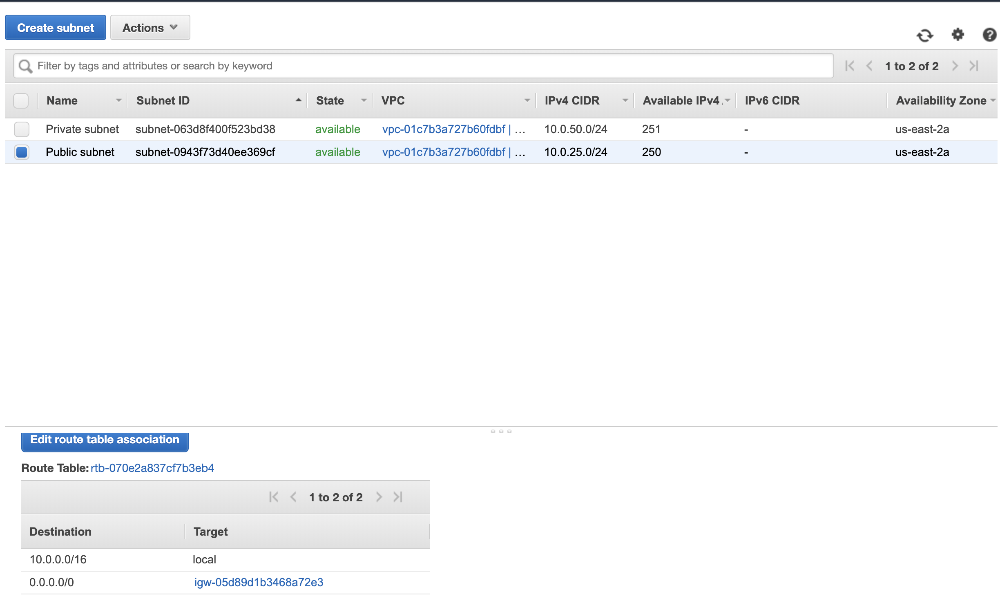 Create subnet Actions
Filter by tags and attributes or search by keyword 1 to 2 of 2
Name Subnet ID State VPC IPv4 CIDR Available IPv4 IPv6 CIDR Availability Zone
Private subnet subnet-063d8f400f523bd38 available vpc-01c7b3a727b60fdbf | … 10.0.50.0/24 251 - us-east-2a
Public subnet subnet-0943f73d40ee369cf available vpc-01c7b3a727b60fdbf | … 10.0.25.0/24 250 - us-east-2a
Edit route table association
Route Table: rtb-070e2a837cf7b3eb4
1 to 2 of 2
Destination Target
10.0.0.0/16 local
0.0.0.0/0 igw-05d89d1b3468a72e3